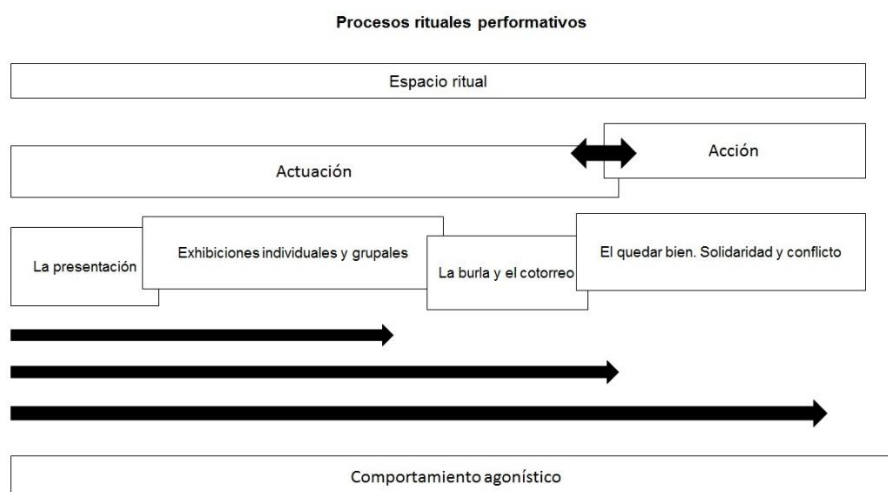 Procesos rituales performativos
Espacio ritual
Acción
Actuación
La presentación
Exhibiciones individuales y grupales
La burla y el cotorreo
El quedar bien. Solidaridad y conflicto
Comportamiento agonístico